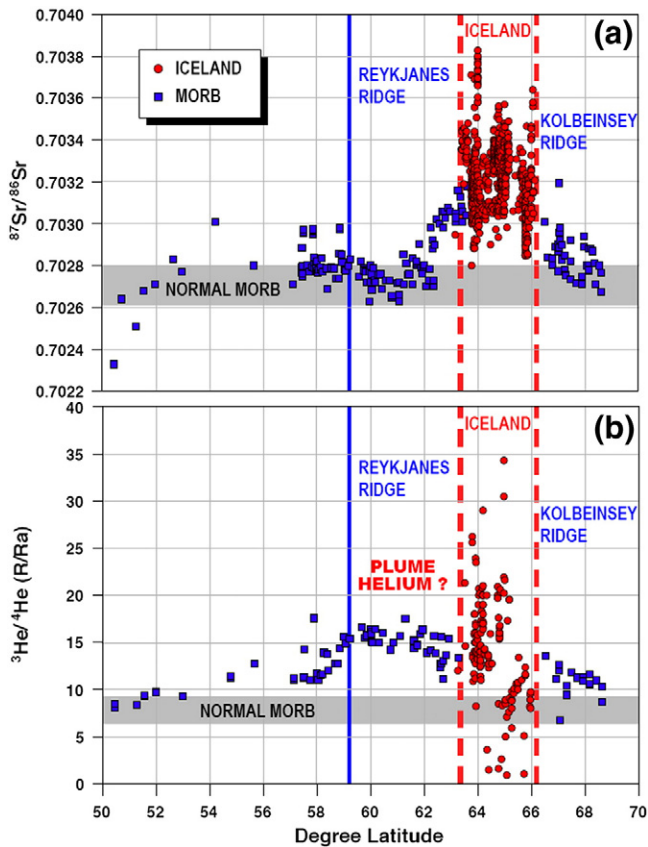 (a)
ICELAND
MORB
REYKJANES
RIDGE
ICELAND
KOLBEINSEY
RIDGE
NORMAL MORB
⁸⁷Sr/⁸⁶Sr
0.7040
0.7038
0.7036
0.7034
0.7032
0.7030
0.7028
0.7026
0.7024
0.7022
(b)
ICELAND
REYKJANES
RIDGE
KOLBEINSEY
RIDGE
PLUME
HELIUM ?
NORMAL MORB
³He/⁴He (R/Ra)
40
35
30
25
20
15
10
5
0
50 52 54 56 58 60 62 64 66 68 70
Degree Latitude